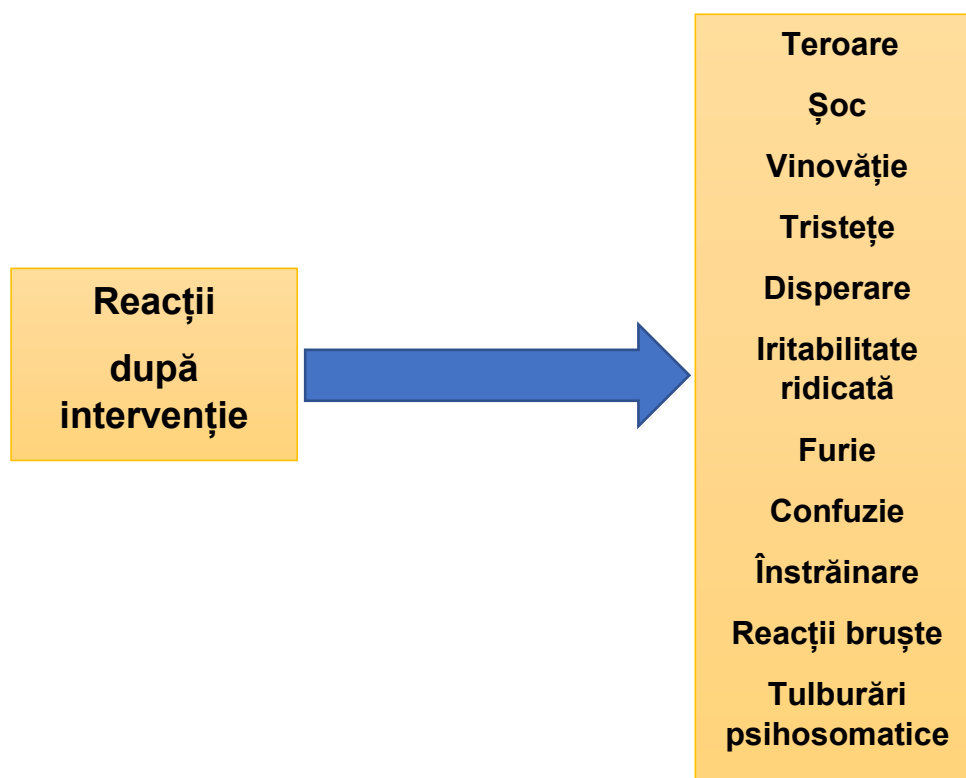 Reacții
după
intervenție
Teroare
Șoc
Vinovăție
Tristețe
Disperare
Iritabilitate
ridicată
Furie
Confuzie
Înstrăinare
Reacții bruște
Tulburări
psihosomatice